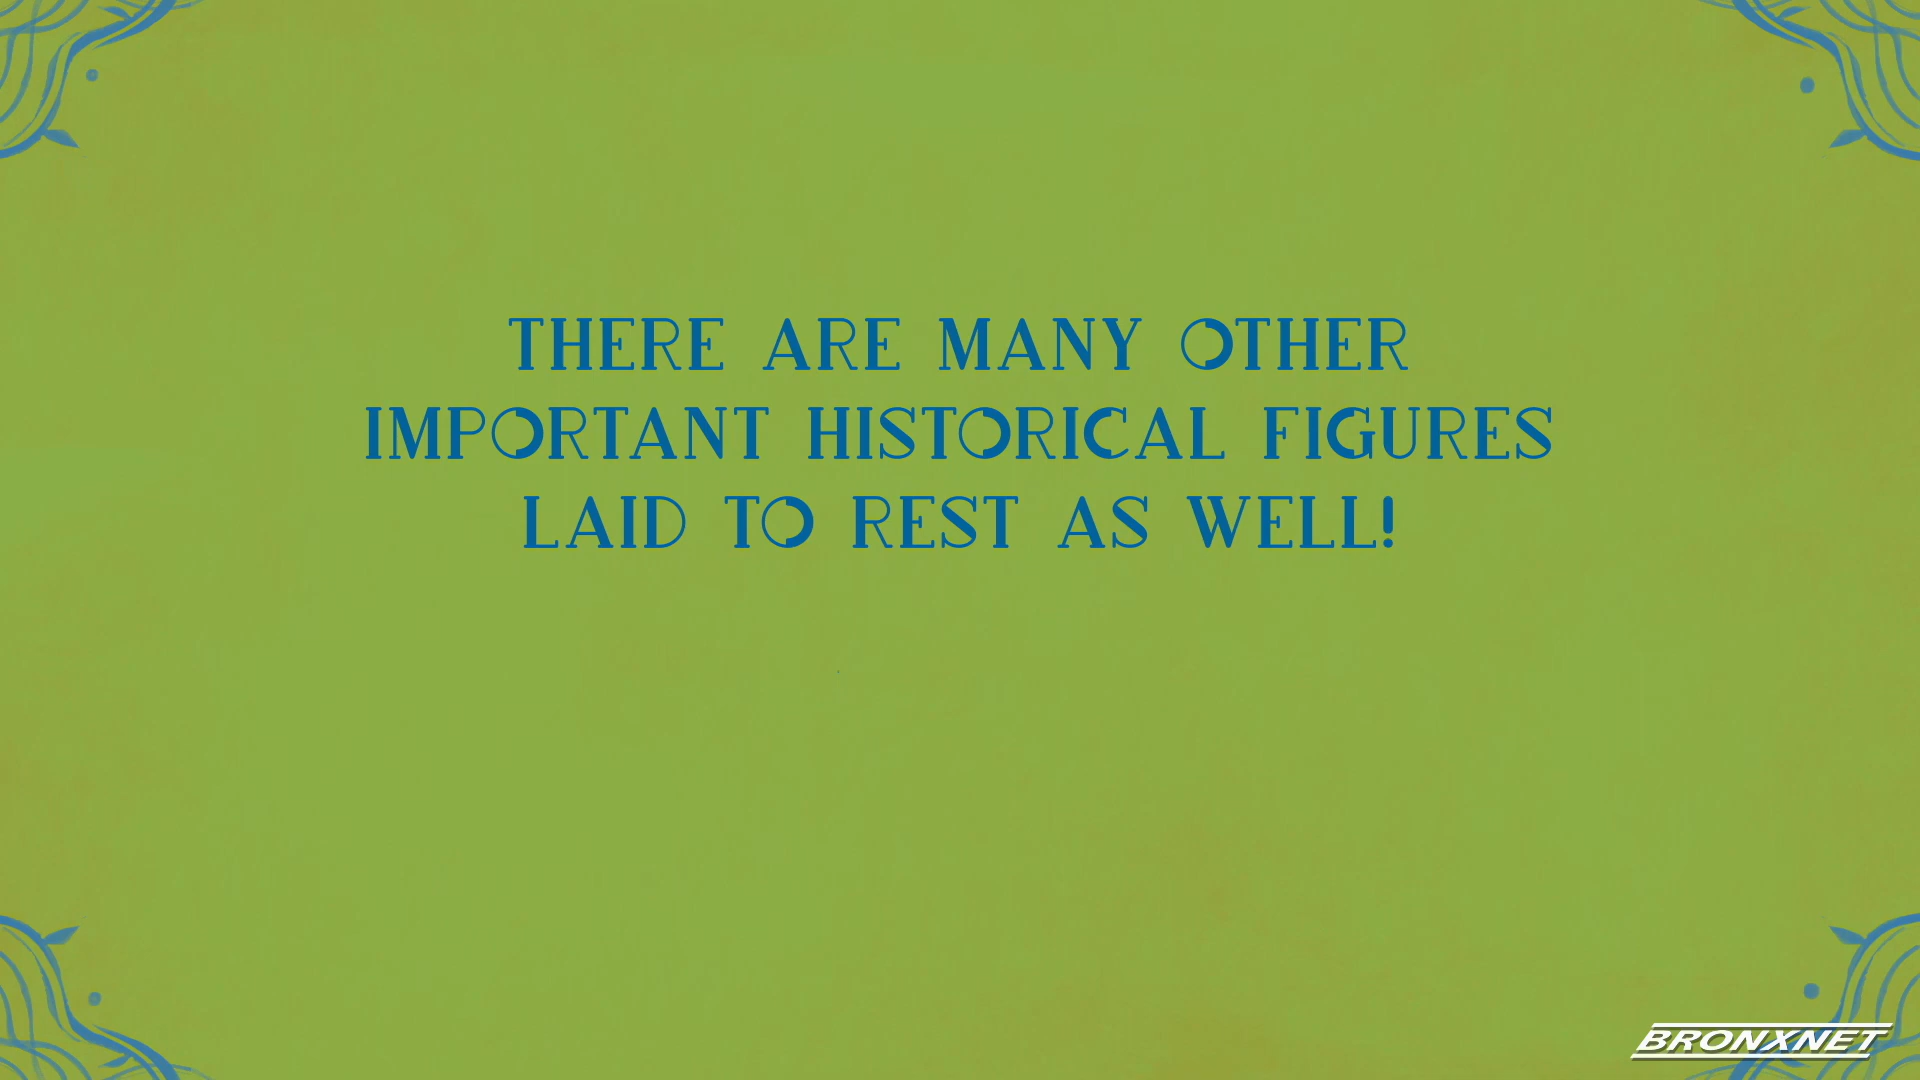 THERE ARE MANY OTHER
IMPORTANT HISTORICAL FIGURES
LAID TO REST AS WELL!
BRONXNET